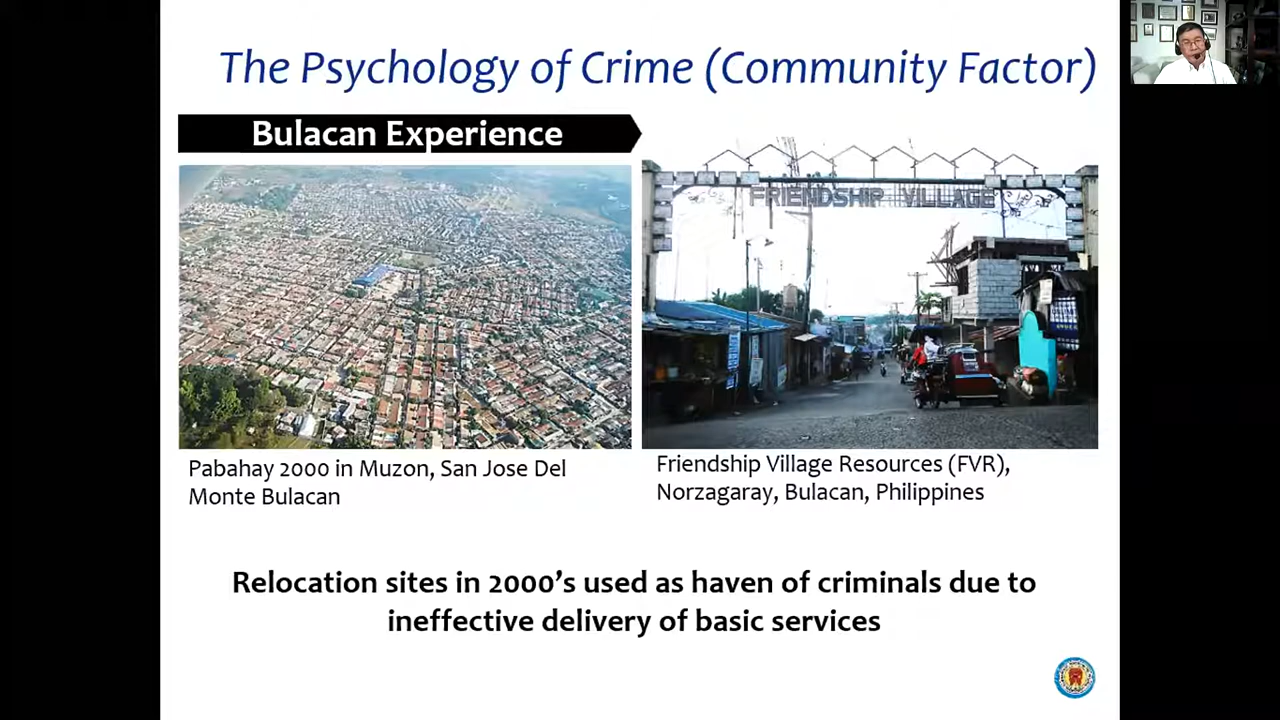 The Psychology of Crime (Community Factor)
Bulacan Experience
FRIENDSHIP VILLAGE
Pabahay 2000 in Muzon, San Jose Del
Monte Bulacan
Friendship Village Resources (FVR),
Norzagaray, Bulacan, Philippines
Relocation sites in 2000's used as haven of criminals due to
ineffective delivery of basic services